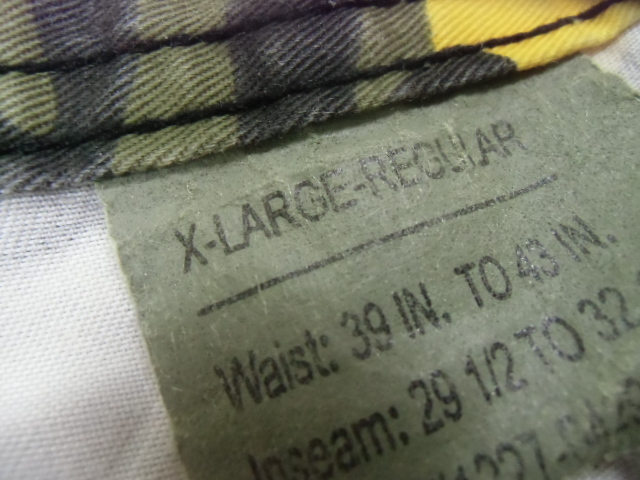 X-LARGE-REGULAR
Waist: 39 IN. TO 43 IN.
Inseam: 29 1/2 TO 32